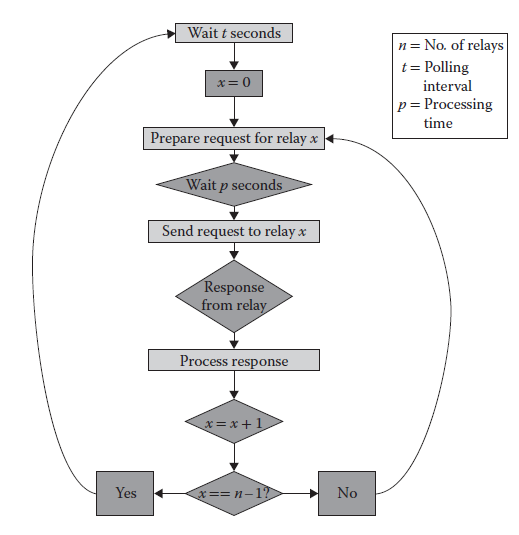 Wait t seconds
x = 0
Prepare request for relay x
Wait p seconds
Send request to relay x
Response
from relay
Process response
x = x + 1
x == n – 1?
Yes
No
n = No. of relays
t = Polling
interval
p = Processing
time